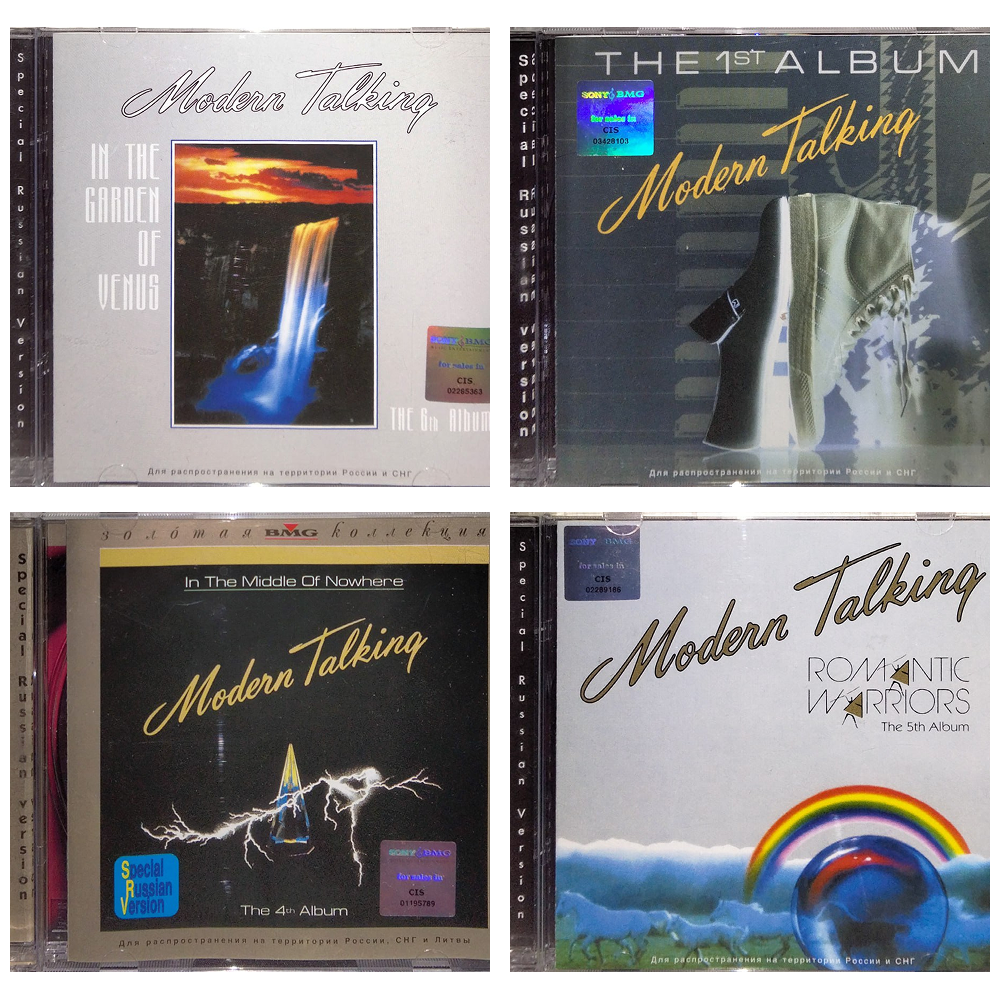 Special Russian Version
Modern Talking
IN THE
GARDEN
OF
VENUS
SONY BMG
for sales in
CIS
02285363
THE 6th Album
Для распространения на территории России и СНГ
Special Russian version
THE 1ST ALBUM
SONY BMG
for sales in
CIS
03428103
Modern Talking
Для распространения на территории России и СНГ
Special Russian version
золотая BMG коллекция
In The Middle Of Nowhere
Modern Talking
Special
Russian
Version
SONY BMG
for sales in
CIS
01195789
The 4th Album
Для распространения на территории России, СНГ и Литвы
Special Russian Version
SONY BMG
for sales in
CIS
02289186
Modern Talking
ROMANTIC
WARRIORS
The 5th Album
Для распространения на территории России и СНГ